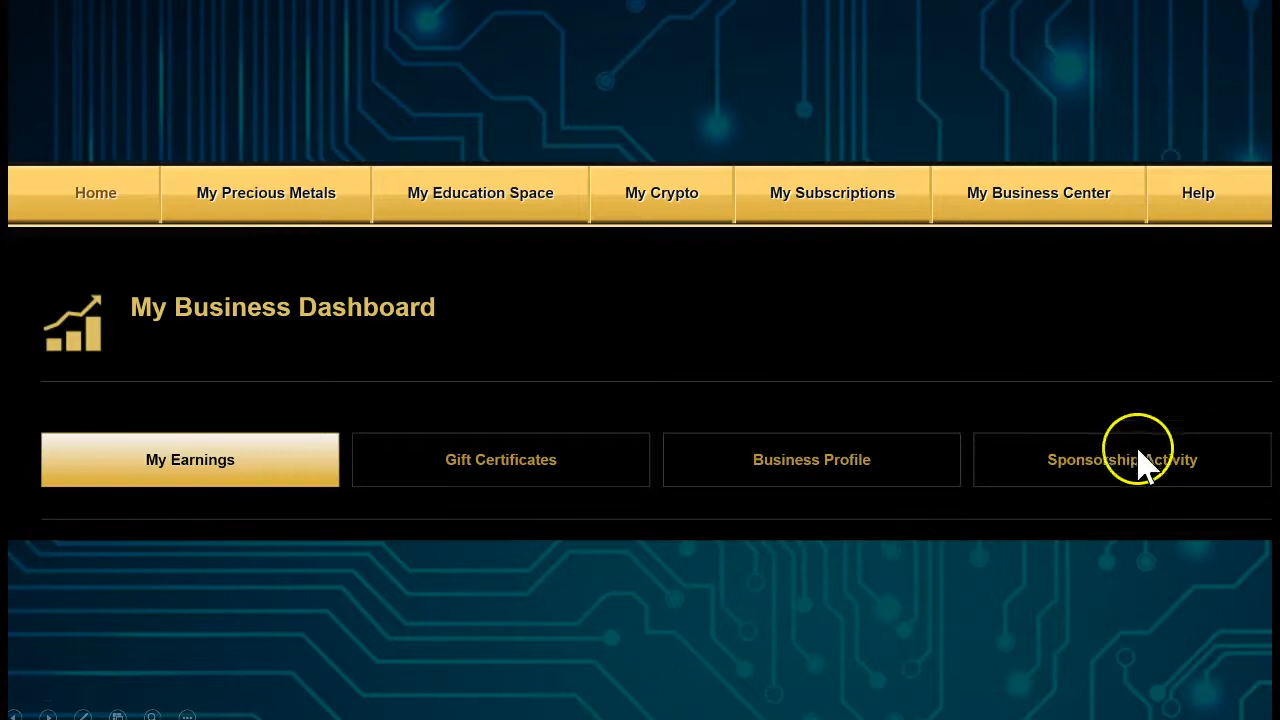 Home My Precious Metals My Education Space My Crypto My Subscriptions My Business Center Help
My Business Dashboard
My Earnings Gift Certificates Business Profile Sponsorship Activity